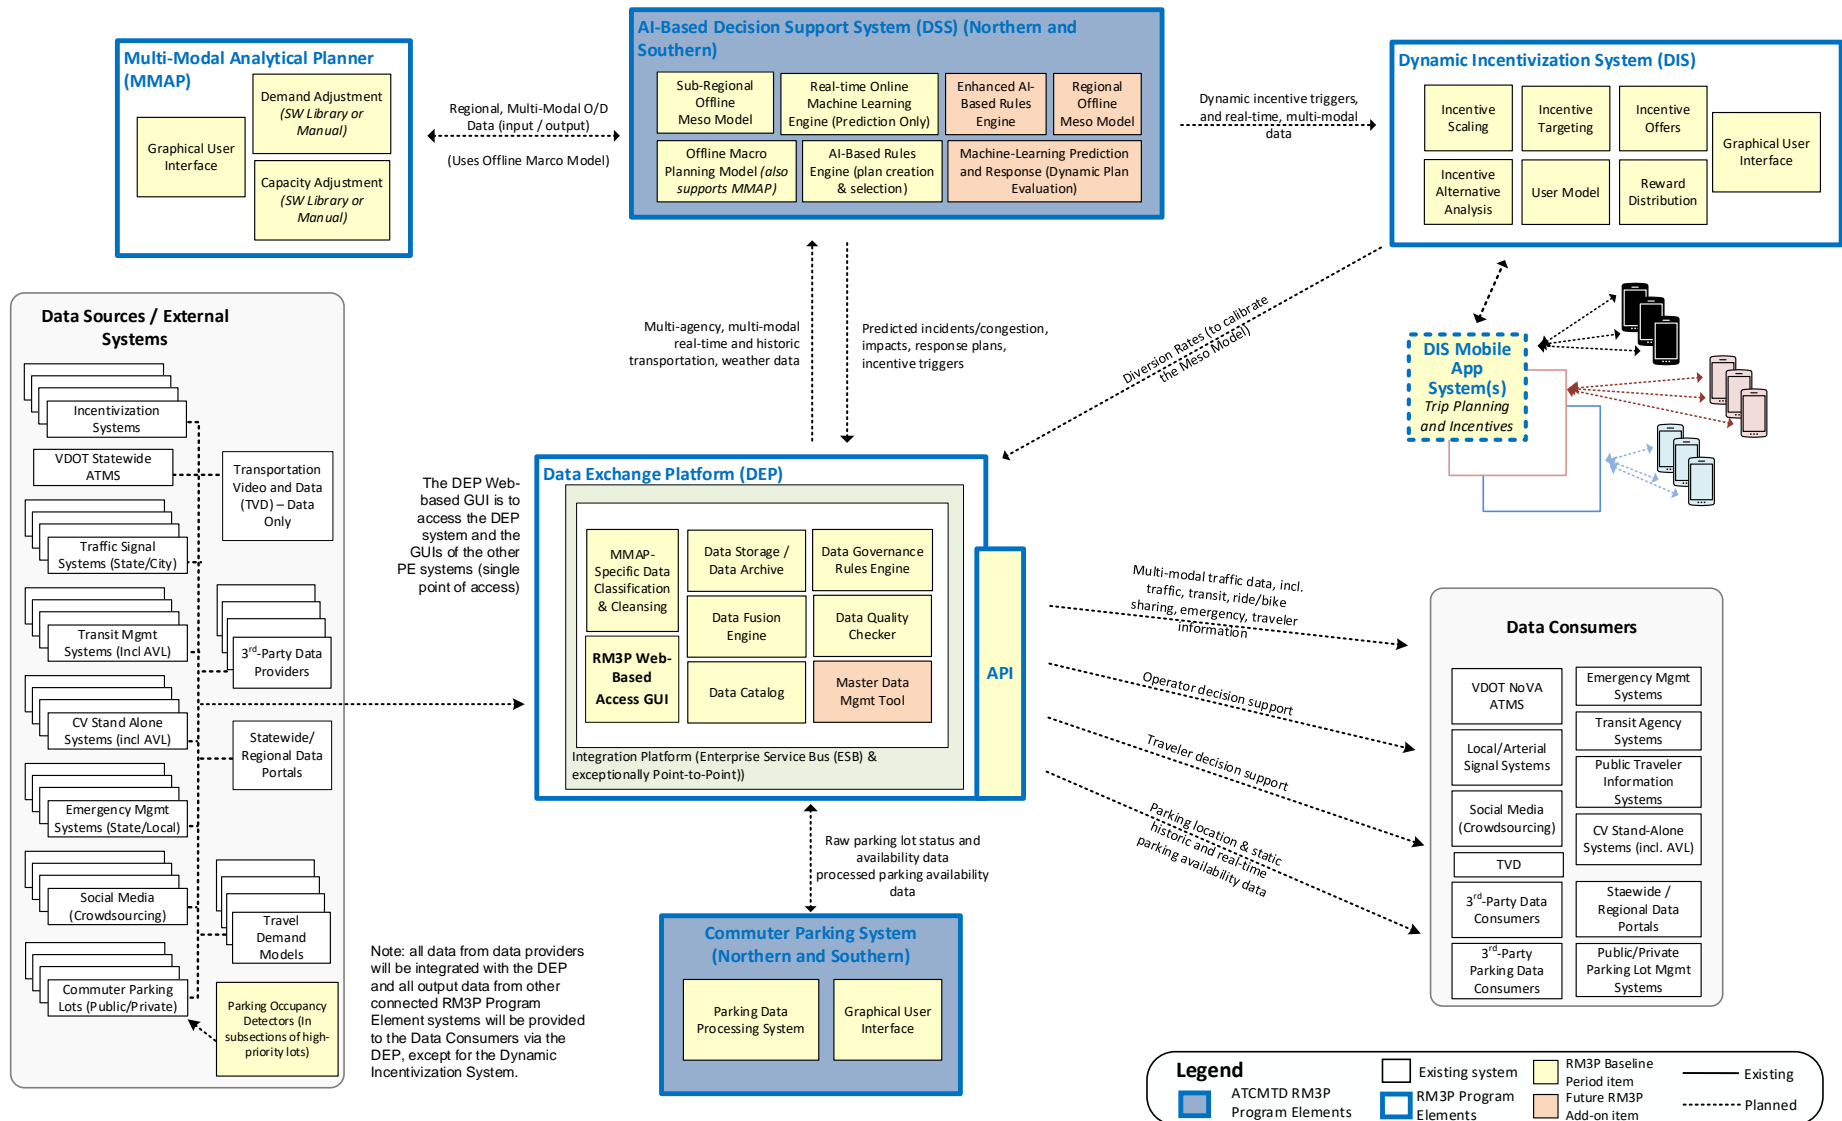 AI-Based Decision Support System (DSS) (Northern and
Southern)
Sub-Regional
Offline
Meso Model
Real-time Online
Machine Learning
Engine (Prediction Only)
Enhanced AI-
Based Rules
Engine
Regional
Offline
Meso Model
Offline Macro
Planning Model (also
supports MMAP)
AI-Based Rules
Engine (plan creation
& selection)
Machine-Learning Prediction
and Response (Dynamic Plan
Evaluation)
Multi-Modal Analytical Planner
(MMAP)
Graphical User
Interface
Demand Adjustment
(SW Library or
Manual)
Capacity Adjustment
(SW Library or
Manual)
Regional, Multi-Modal O/D
Data (input / output)
(Uses Offline Marco Model)
Dynamic incentive triggers,
and real-time, multi-modal
data
Dynamic Incentivization System (DIS)
Incentive
Scaling
Incentive
Targeting
Incentive
Offers
Graphical User
Interface
Incentive
Alternative
Analysis
User Model
Reward
Distribution
Multi-agency, multi-modal
real-time and historic
transportation, weather data
Predicted incidents/congestion,
impacts, response plans,
incentive triggers
Diversion Rates (to calibrate
the Meso Model)
DIS Mobile
App
System(s)
Trip Planning
and Incentives
Data Sources / External
Systems
Incentivization
Systems
VDOT Statewide
ATMS
Transportation
Video and Data
(TVD) – Data
Only
Traffic Signal
Systems (State/City)
Transit Mgmt
Systems (Incl AVL)
3rd-Party Data
Providers
CV Stand Alone
Systems (incl AVL)
Statewide/
Regional Data
Portals
Emergency Mgmt
Systems (State/Local)
Social Media
(Crowdsourcing)
Travel
Demand
Models
Commuter Parking
Lots (Public/Private)
Parking Occupancy
Detectors (In
subsections of high-
priority lots)
The DEP Web-
based GUI is to
access the DEP
system and the
GUIs of the other
PE systems (single
point of access)
Data Exchange Platform (DEP)
MMAP-
Specific Data
Classification
& Cleansing
Data Storage /
Data Archive
Data Governance
Rules Engine
Data Fusion
Engine
Data Quality
Checker
RM3P Web-
Based
Access GUI
Data Catalog
Master Data
Mgmt Tool
Integration Platform (Enterprise Service Bus (ESB) &
exceptionally Point-to-Point))
API
Multi-modal traffic data, incl.
traffic, transit, ride/bike
sharing, emergency, traveler
information
Operator decision support
Traveler decision support
Parking location & static
historic and real-time
parking availability data
Data Consumers
VDOT NoVA
ATMS
Emergency Mgmt
Systems
Transit Agency
Systems
Local/Arterial
Signal Systems
Public Traveler
Information
Systems
Social Media
(Crowdsourcing)
CV Stand-Alone
Systems (incl. AVL)
TVD
3rd-Party Data
Consumers
Staewide /
Regional Data
Portals
3rd-Party
Parking Data
Consumers
Public/Private
Parking Lot Mgmt
Systems
Raw parking lot status and
availability data
processed parking availability
data
Commuter Parking System
(Northern and Southern)
Parking Data
Processing System
Graphical User
Interface
Note: all data from data providers
will be integrated with the DEP
and all output data from other
connected RM3P Program
Element systems will be provided
to the Data Consumers via the
DEP, except for the Dynamic
Incentivization System.
Legend
ATCMTD RM3P
Program Elements
Existing system
RM3P Program
Elements
RM3P Baseline
Period item
Future RM3P
Add-on item
Existing
Planned